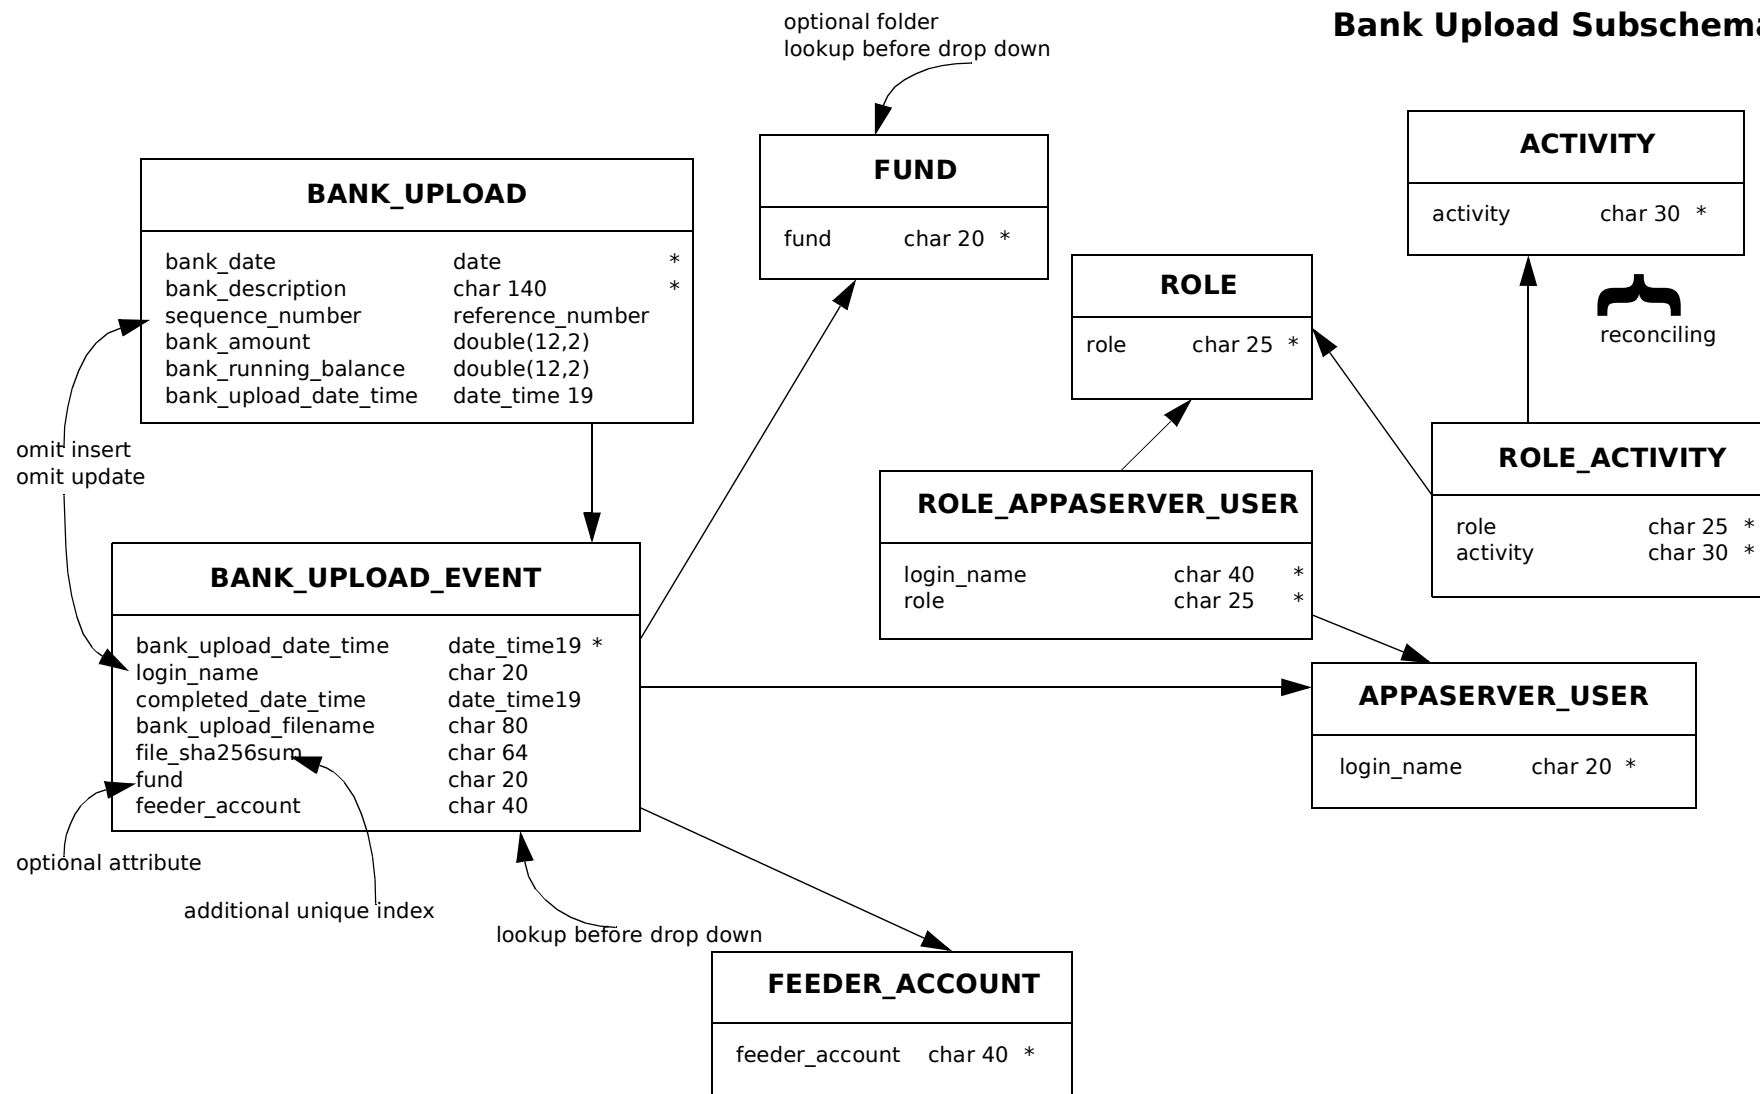 optional folder
lookup before drop down
Bank Upload Subschema
BANK_UPLOAD
bank_date date *
bank_description char 140 *
sequence_number reference_number
bank_amount double(12,2)
bank_running_balance double(12,2)
bank_upload_date_time date_time 19
FUND
fund char 20 *
ACTIVITY
activity char 30 *
reconciling
ROLE
role char 25 *
omit insert
omit update
ROLE_ACTIVITY
role char 25 *
activity char 30 *
ROLE_APPASERVER_USER
login_name char 40 *
role char 25 *
BANK_UPLOAD_EVENT
bank_upload_date_time date_time19 *
login_name char 20
completed_date_time date_time19
bank_upload_filename char 80
file_sha256sum char 64
fund char 20
feeder_account char 40
APPASERVER_USER
login_name char 20 *
optional attribute
additional unique index
lookup before drop down
FEEDER_ACCOUNT
feeder_account char 40 *